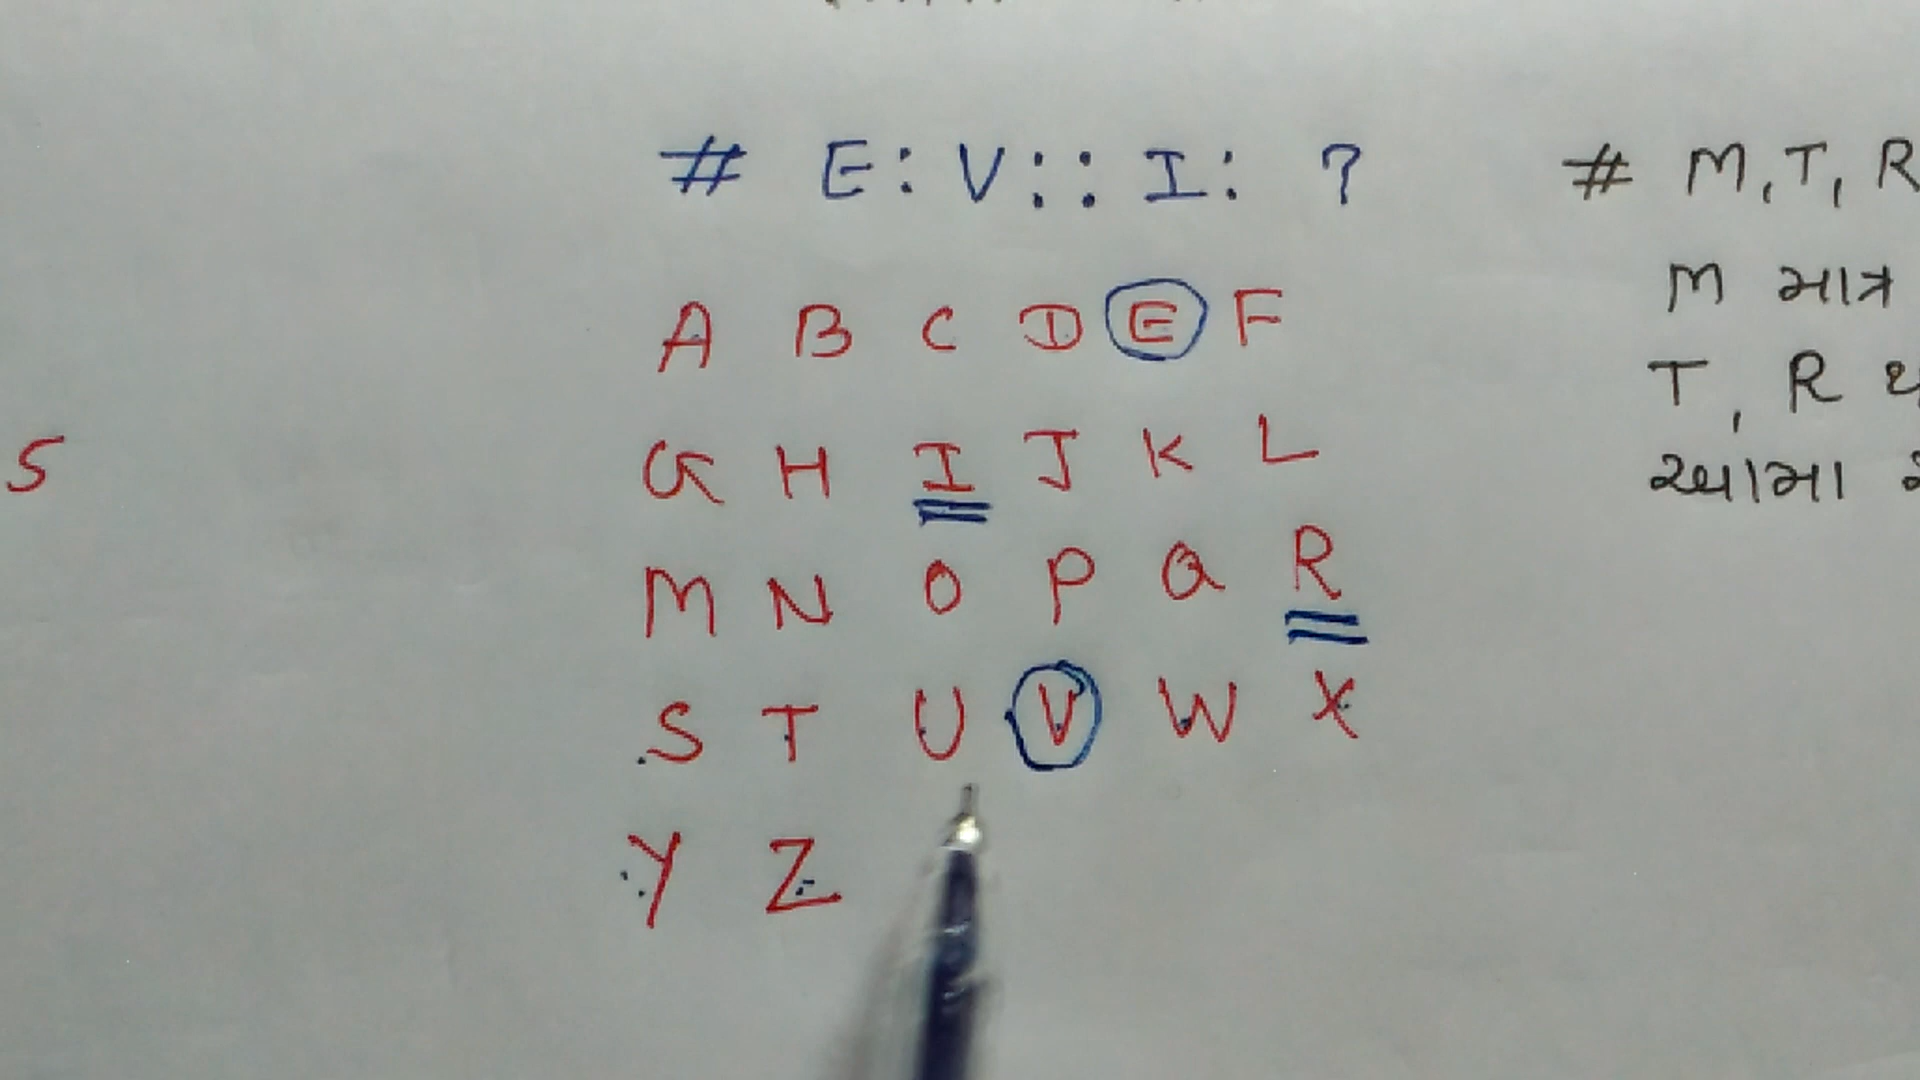 # E : V :: I : ?
A B C D E F
G H I J K L
M N O P Q R
S T U V W X
Y Z
5
# M, T, R
M માત્ર
T, R